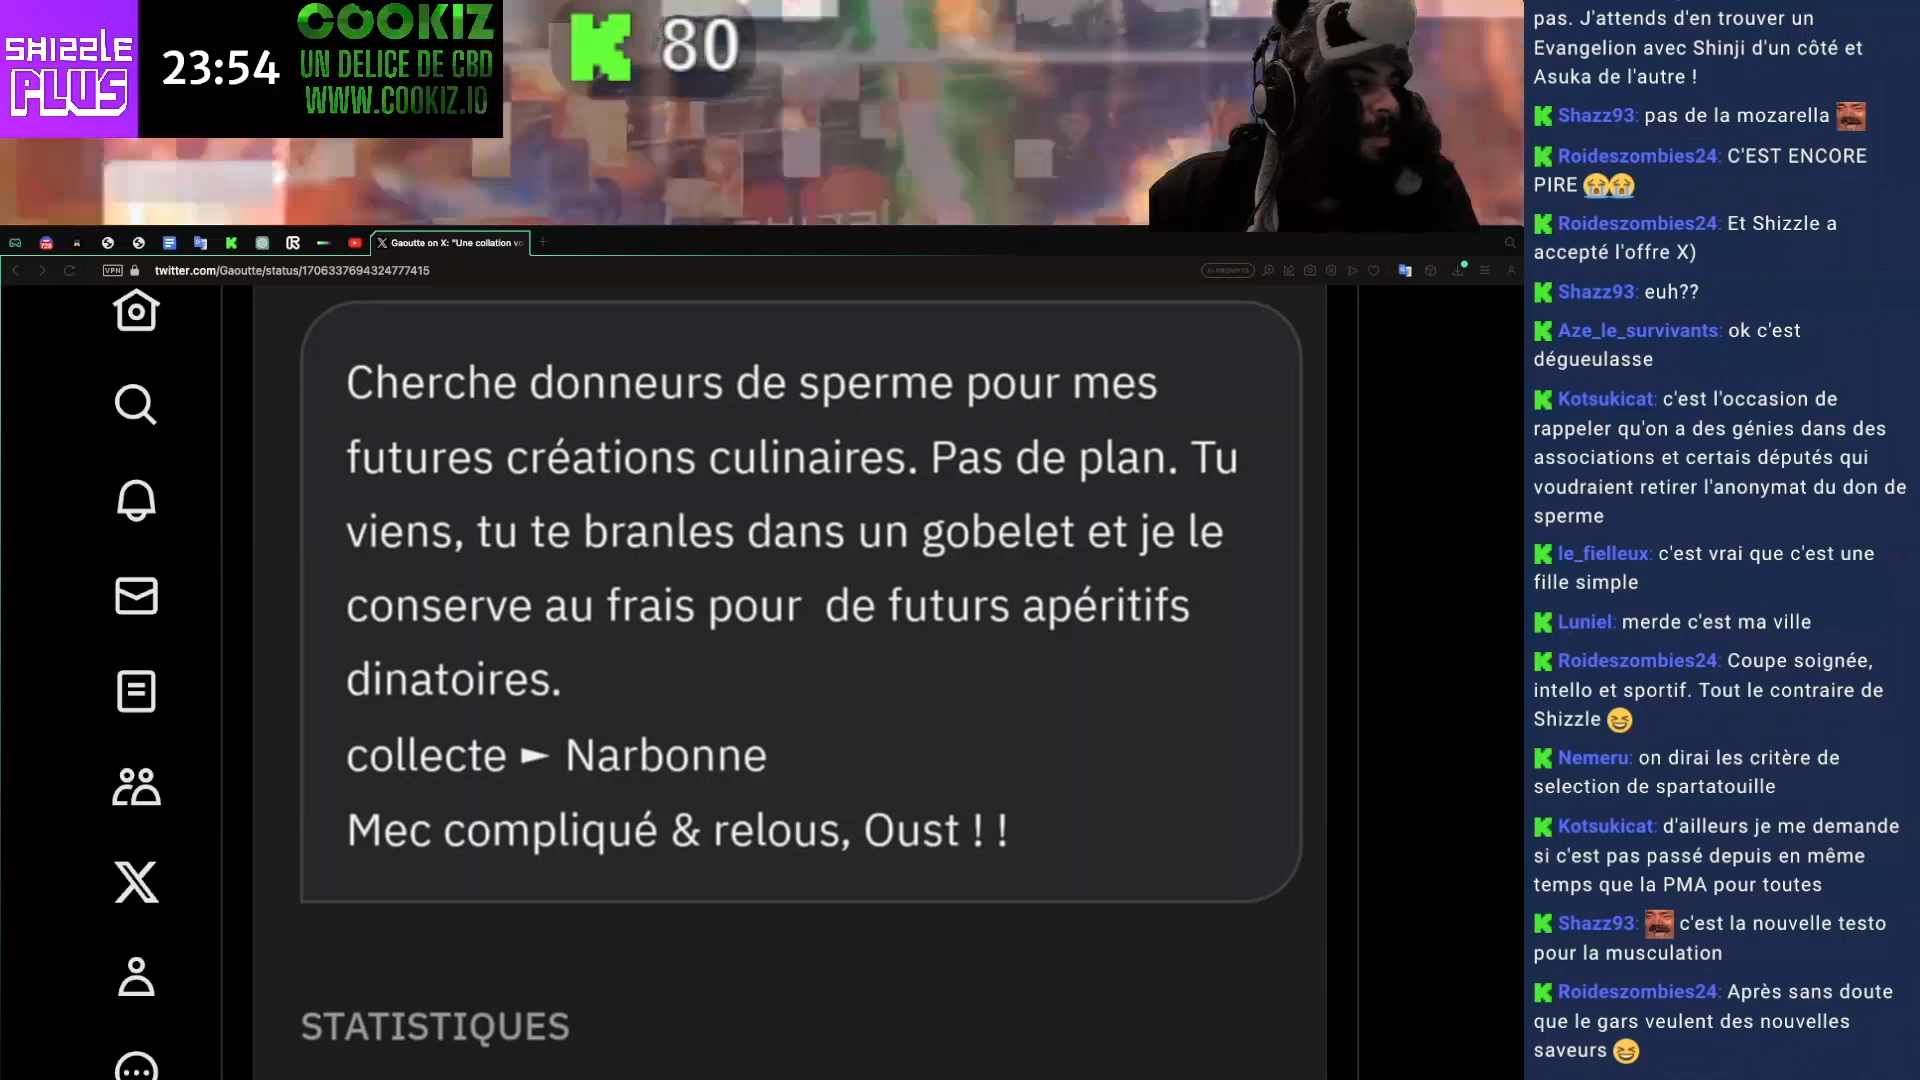 SHIZZLE
PLUS
23:54
COOKIZ
UN DELICE DE CBD
WWW.COOKIZ.IO
80
Gaoutte on X: "Une collation vo
VPN
twitter.com/Gaoutte/status/1706337694324777415
AI PROMPTS
Cherche donneurs de sperme pour mes
futures créations culinaires. Pas de plan. Tu
viens, tu te branles dans un gobelet et je le
conserve au frais pour  de futurs apéritifs
dinatoires.
collecte ► Narbonne
Mec compliqué & relous, Oust ! !
STATISTIQUES
pas. J'attends d'en trouver un
Evangelion avec Shinji d'un côté et
Asuka de l'autre !
Shazz93: pas de la mozarella
Roideszombies24: C'EST ENCORE
PIRE 😭😭
Roideszombies24: Et Shizzle a
accepté l'offre X)
Shazz93: euh??
Aze_le_survivants: ok c'est
dégueulasse
Kotsukicat: c'est l'occasion de
rappeler qu'on a des génies dans des
associations et certais députés qui
voudraient retirer l'anonymat du don de
sperme
le_fielleux: c'est vrai que c'est une
fille simple
Luniel: merde c'est ma ville
Roideszombies24: Coupe soignée,
intello et sportif. Tout le contraire de
Shizzle 😆
Nemeru: on dirai les critère de
selection de spartatouille
Kotsukicat: d'ailleurs je me demande
si c'est pas passé depuis en même
temps que la PMA pour toutes
Shazz93: c'est la nouvelle testo
pour la musculation
Roideszombies24: Après sans doute
que le gars veulent des nouvelles
saveurs 😆